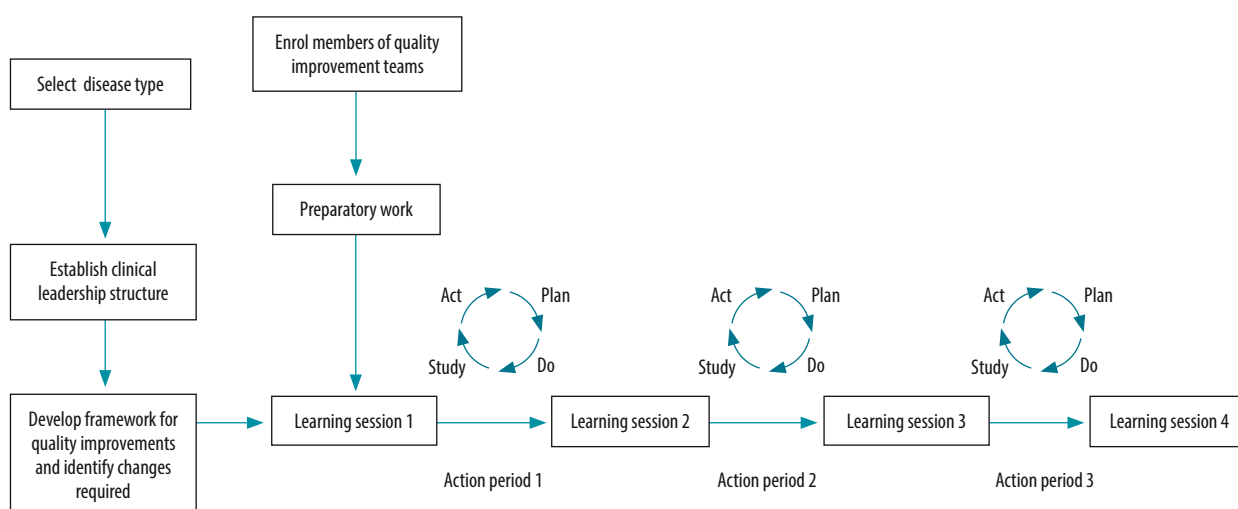 Enrol members of quality
improvement teams
Select disease type
Preparatory work
Establish clinical
leadership structure
Act
Plan
Study
Do
Act
Plan
Study
Do
Act
Plan
Study
Do
Develop framework for
quality improvements
and identify changes
required
Learning session 1
Learning session 2
Learning session 3
Learning session 4
Action period 1
Action period 2
Action period 3